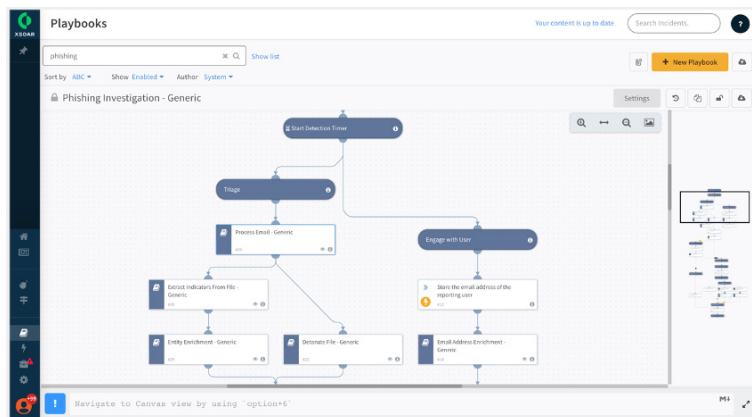 XSOAR
Playbooks
Your content is up to date
Search Incidents.
?
phishing
Show list
+ New Playbook
Sort by ABC
Show Enabled
Author System
Phishing Investigation - Generic
Settings
Start Detection Timer
Triage
Process Email - Generic
Engage with User
Extract Indicators From File -
Generic
Store the email address of the
reporting user
Entity Enrichment - Generic
Detonate File - Generic
Email Address Enrichment -
Generic
+99
!
Navigate to Canvas view by using `option+6`
M↓